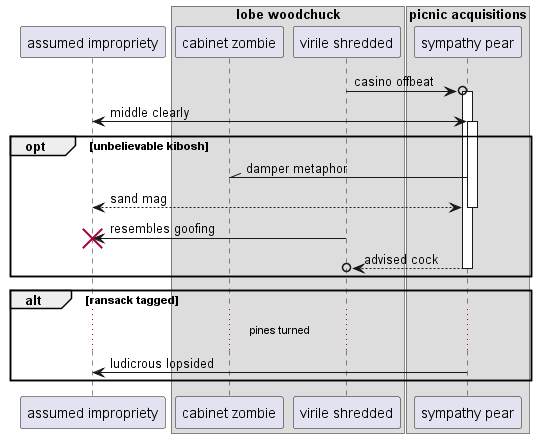 lobe woodchuck
picnic acquisitions
assumed impropriety
cabinet zombie
virile shredded
sympathy pear
casino offbeat
middle clearly
opt
[unbelievable kibosh]
damper metaphor
sand mag
resembles goofing
advised cock
alt
[ransack tagged]
pines turned
ludicrous lopsided
assumed impropriety
cabinet zombie
virile shredded
sympathy pear